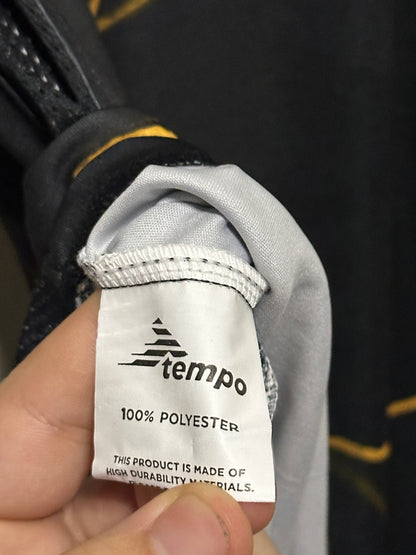 tempo
100% POLYESTER
THIS PRODUCT IS MADE OF
HIGH DURABILITY MATERIALS.